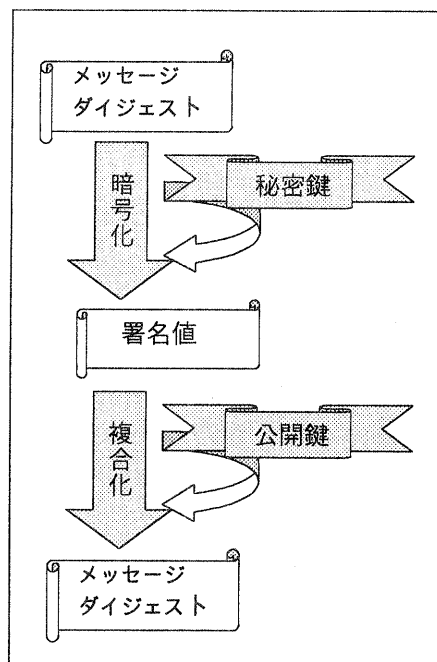 メッセージ
ダイジェスト
暗号化
秘密鍵
署名値
複合化
公開鍵
メッセージ
ダイジェスト